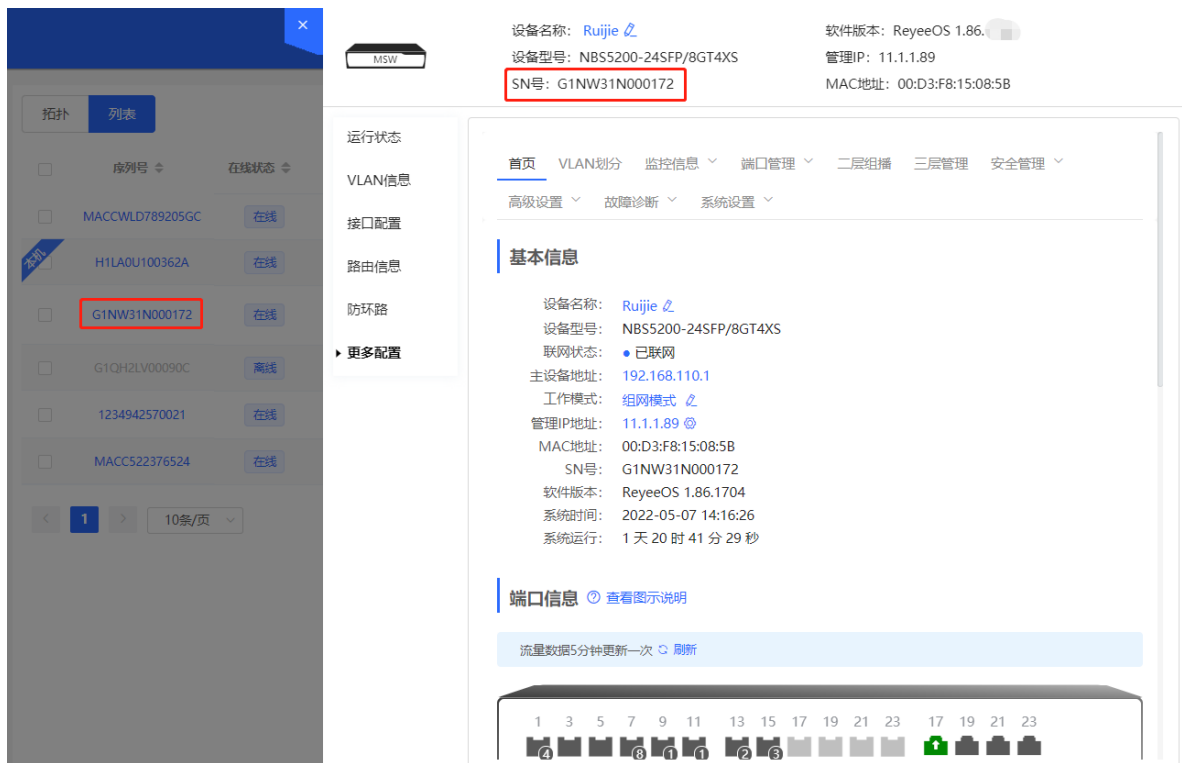 ×
拓扑 列表
序列号 在线状态
MACCWLD789205GC 在线
本机
H1LA0U100362A 在线
G1NW31N000172 在线
G1QH2LV00090C 离线
1234942570021 在线
MACC522376524 在线
< 1 > 10条/页
MSW
设备名称： Ruijie
软件版本： ReyeeOS 1.86.
设备型号： NBS5200-24SFP/8GT4XS
管理IP： 11.1.1.89
SN号： G1NW31N000172
MAC地址： 00:D3:F8:15:08:5B
运行状态
VLAN信息
接口配置
路由信息
防环路
更多配置
首页 VLAN划分 监控信息 端口管理 二层组播 三层管理 安全管理
高级设置 故障诊断 系统设置
基本信息
设备名称： Ruijie
设备型号： NBS5200-24SFP/8GT4XS
联网状态： 已联网
主设备地址： 192.168.110.1
工作模式： 组网模式
管理IP地址： 11.1.1.89
MAC地址： 00:D3:F8:15:08:5B
SN号： G1NW31N000172
软件版本： ReyeeOS 1.86.1704
系统时间： 2022-05-07 14:16:26
系统运行： 1 天 20 时 41 分 29 秒
端口信息 查看图示说明
流量数据5分钟更新一次 刷新
1 3 5 7 9 11 13 15 17 19 21 23 17 19 21 23
4 8 1 1 2 3